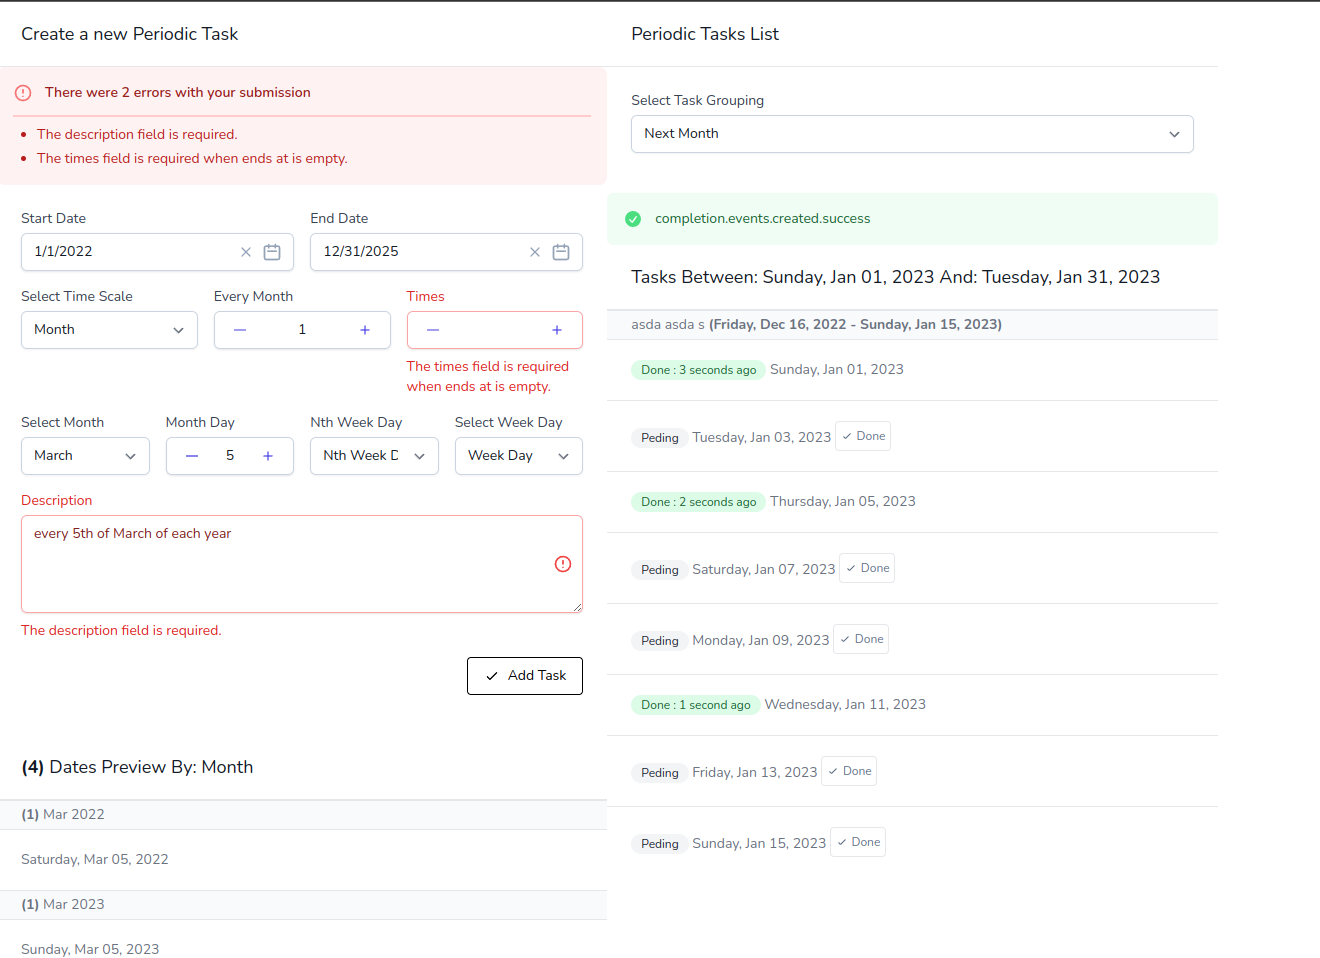 Create a new Periodic Task
There were 2 errors with your submission
The description field is required.
The times field is required when ends at is empty.
Start Date
End Date
1/1/2022
12/31/2025
Select Time Scale
Every Month
Times
Month
1
The times field is required
when ends at is empty.
Select Month
Month Day
Nth Week Day
Select Week Day
March
5
Nth Week D
Week Day
Description
every 5th of March of each year
The description field is required.
Add Task
(4) Dates Preview By: Month
(1) Mar 2022
Saturday, Mar 05, 2022
(1) Mar 2023
Sunday, Mar 05, 2023
Periodic Tasks List
Select Task Grouping
Next Month
completion.events.created.success
Tasks Between: Sunday, Jan 01, 2023 And: Tuesday, Jan 31, 2023
asda asda s (Friday, Dec 16, 2022 - Sunday, Jan 15, 2023)
Done : 3 seconds ago Sunday, Jan 01, 2023
Peding Tuesday, Jan 03, 2023 Done
Done : 2 seconds ago Thursday, Jan 05, 2023
Peding Saturday, Jan 07, 2023 Done
Peding Monday, Jan 09, 2023 Done
Done : 1 second ago Wednesday, Jan 11, 2023
Peding Friday, Jan 13, 2023 Done
Peding Sunday, Jan 15, 2023 Done